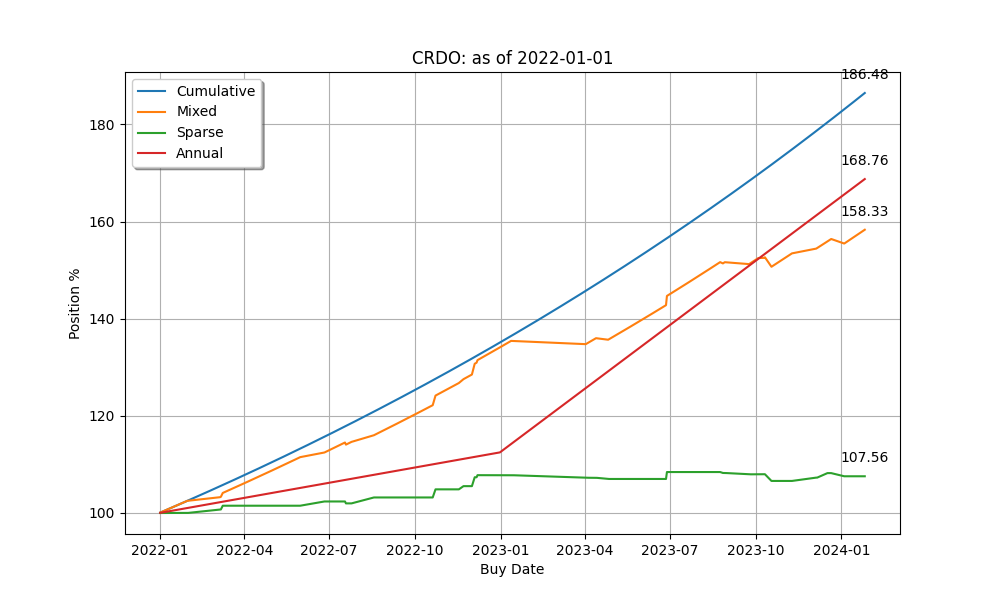 CRDO: as of 2022-01-01
Cumulative
Mixed
Sparse
Annual
186.48
168.76
158.33
107.56
180
160
140
120
100
Position %
2022-01 2022-04 2022-07 2022-10 2023-01 2023-04 2023-07 2023-10 2024-01
Buy Date